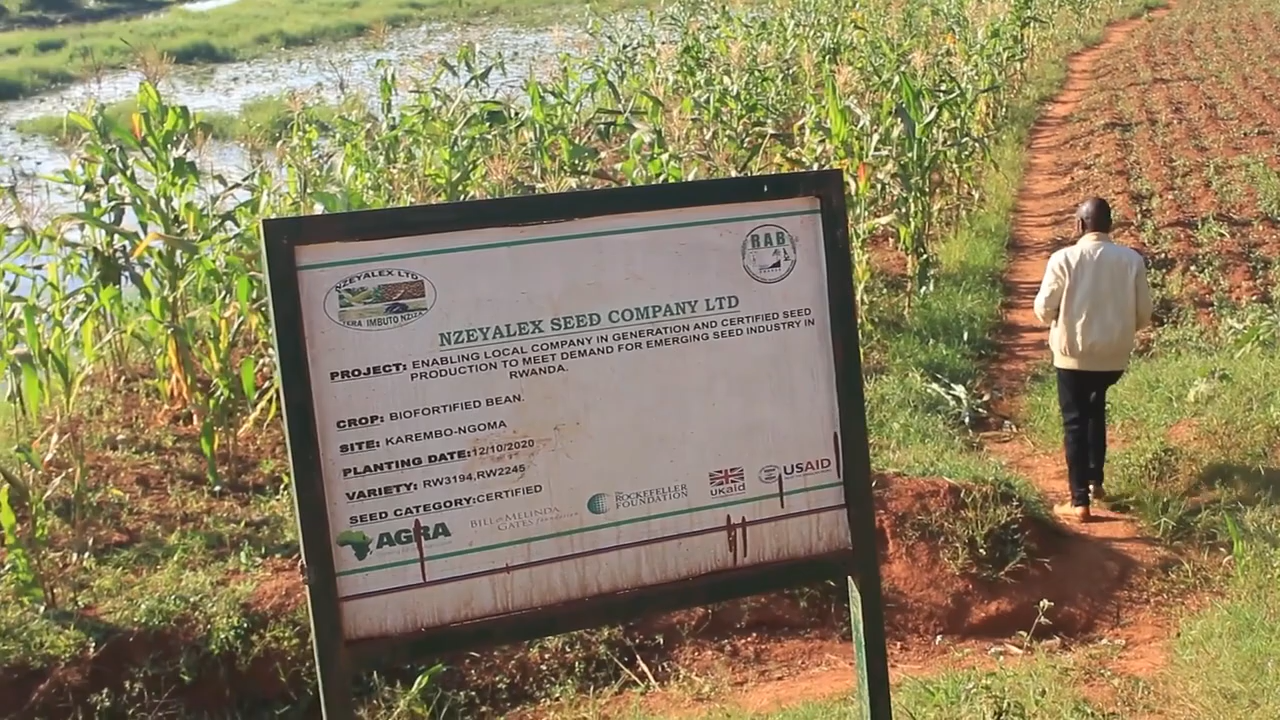 NZEYALEX LTD
TERA IMBUTO NZIZA
RAB
NZEYALEX SEED COMPANY LTD
PROJECT: ENABLING LOCAL COMPANY IN GENERATION AND CERTIFIED SEED
PRODUCTION TO MEET DEMAND FOR EMERGING SEED INDUSTRY IN
RWANDA.
CROP: BIOFORTIFIED BEAN.
SITE: KAREMBO-NGOMA
PLANTING DATE:12/10/2020
VARIETY: RW3194,RW2245
SEED CATEGORY:CERTIFIED
AGRA
BILL & MELINDA
GATES foundation
ROCKEFELLER
FOUNDATION
UKaid
USAID